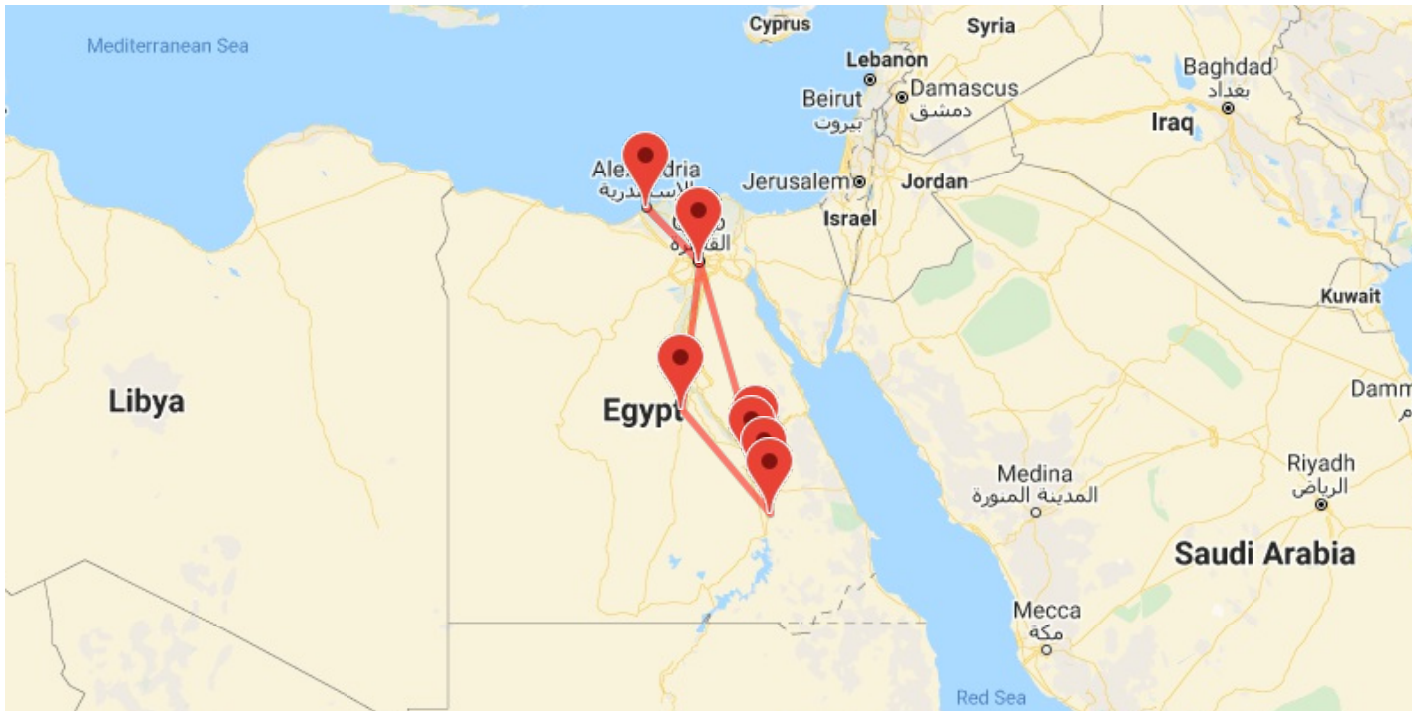 Cyprus
Syria
Mediterranean Sea
Lebanon
Baghdad
بغداد
Beirut
بيروت
Damascus
دمشق
Iraq
Jerusalem
Jordan
Israel
القاهرة
Kuwait
Libya
Egypt
Medina
المدينة المنورة
Riyadh
الرياض
Saudi Arabia
Mecca
مكة
Red Sea